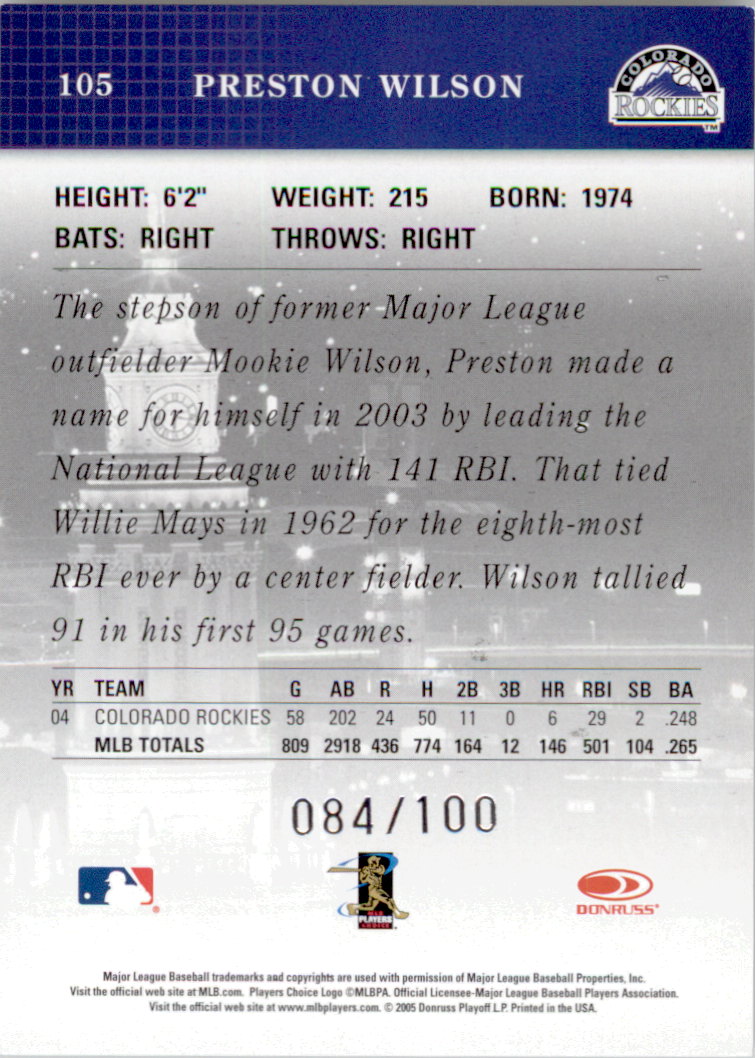 105 PRESTON WILSON
COLORADO
ROCKIES
TM
HEIGHT: 6'2" WEIGHT: 215 BORN: 1974
BATS: RIGHT THROWS: RIGHT
The stepson of former Major League
outfielder Mookie Wilson, Preston made a
name for himself in 2003 by leading the
National League with 141 RBI. That tied
Willie Mays in 1962 for the eighth-most
RBI ever by a center fielder. Wilson tallied
91 in his first 95 games.
YR TEAM G AB R H 2B 3B HR RBI SB BA
04 COLORADO ROCKIES 58 202 24 50 11 0 6 29 2 .248
MLB TOTALS 809 2918 436 774 164 12 146 501 104 .265
084/100
MLB
PLAYERS
CHOICE
DONRUSS®
Major League Baseball trademarks and copyrights are used with permission of Major League Baseball Properties, Inc.
Visit the official web site at MLB.com. Players Choice Logo ©MLBPA. Official Licensee-Major League Baseball Players Association.
Visit the official web site at www.mlbplayers.com. © 2005 Donruss Playoff L.P. Printed in the USA.